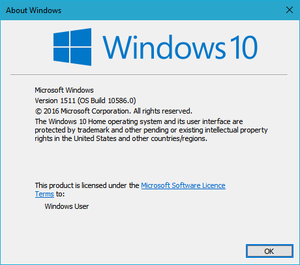 About Windows
Windows 10
Microsoft Windows
Version 1511 (OS Build 10586.0)
© 2016 Microsoft Corporation. All rights reserved.
The Windows 10 Home operating system and its user interface are
protected by trademark and other pending or existing intellectual property
rights in the United States and other countries/regions.
This product is licensed under the Microsoft Software Licence
Terms to:
Windows User
OK